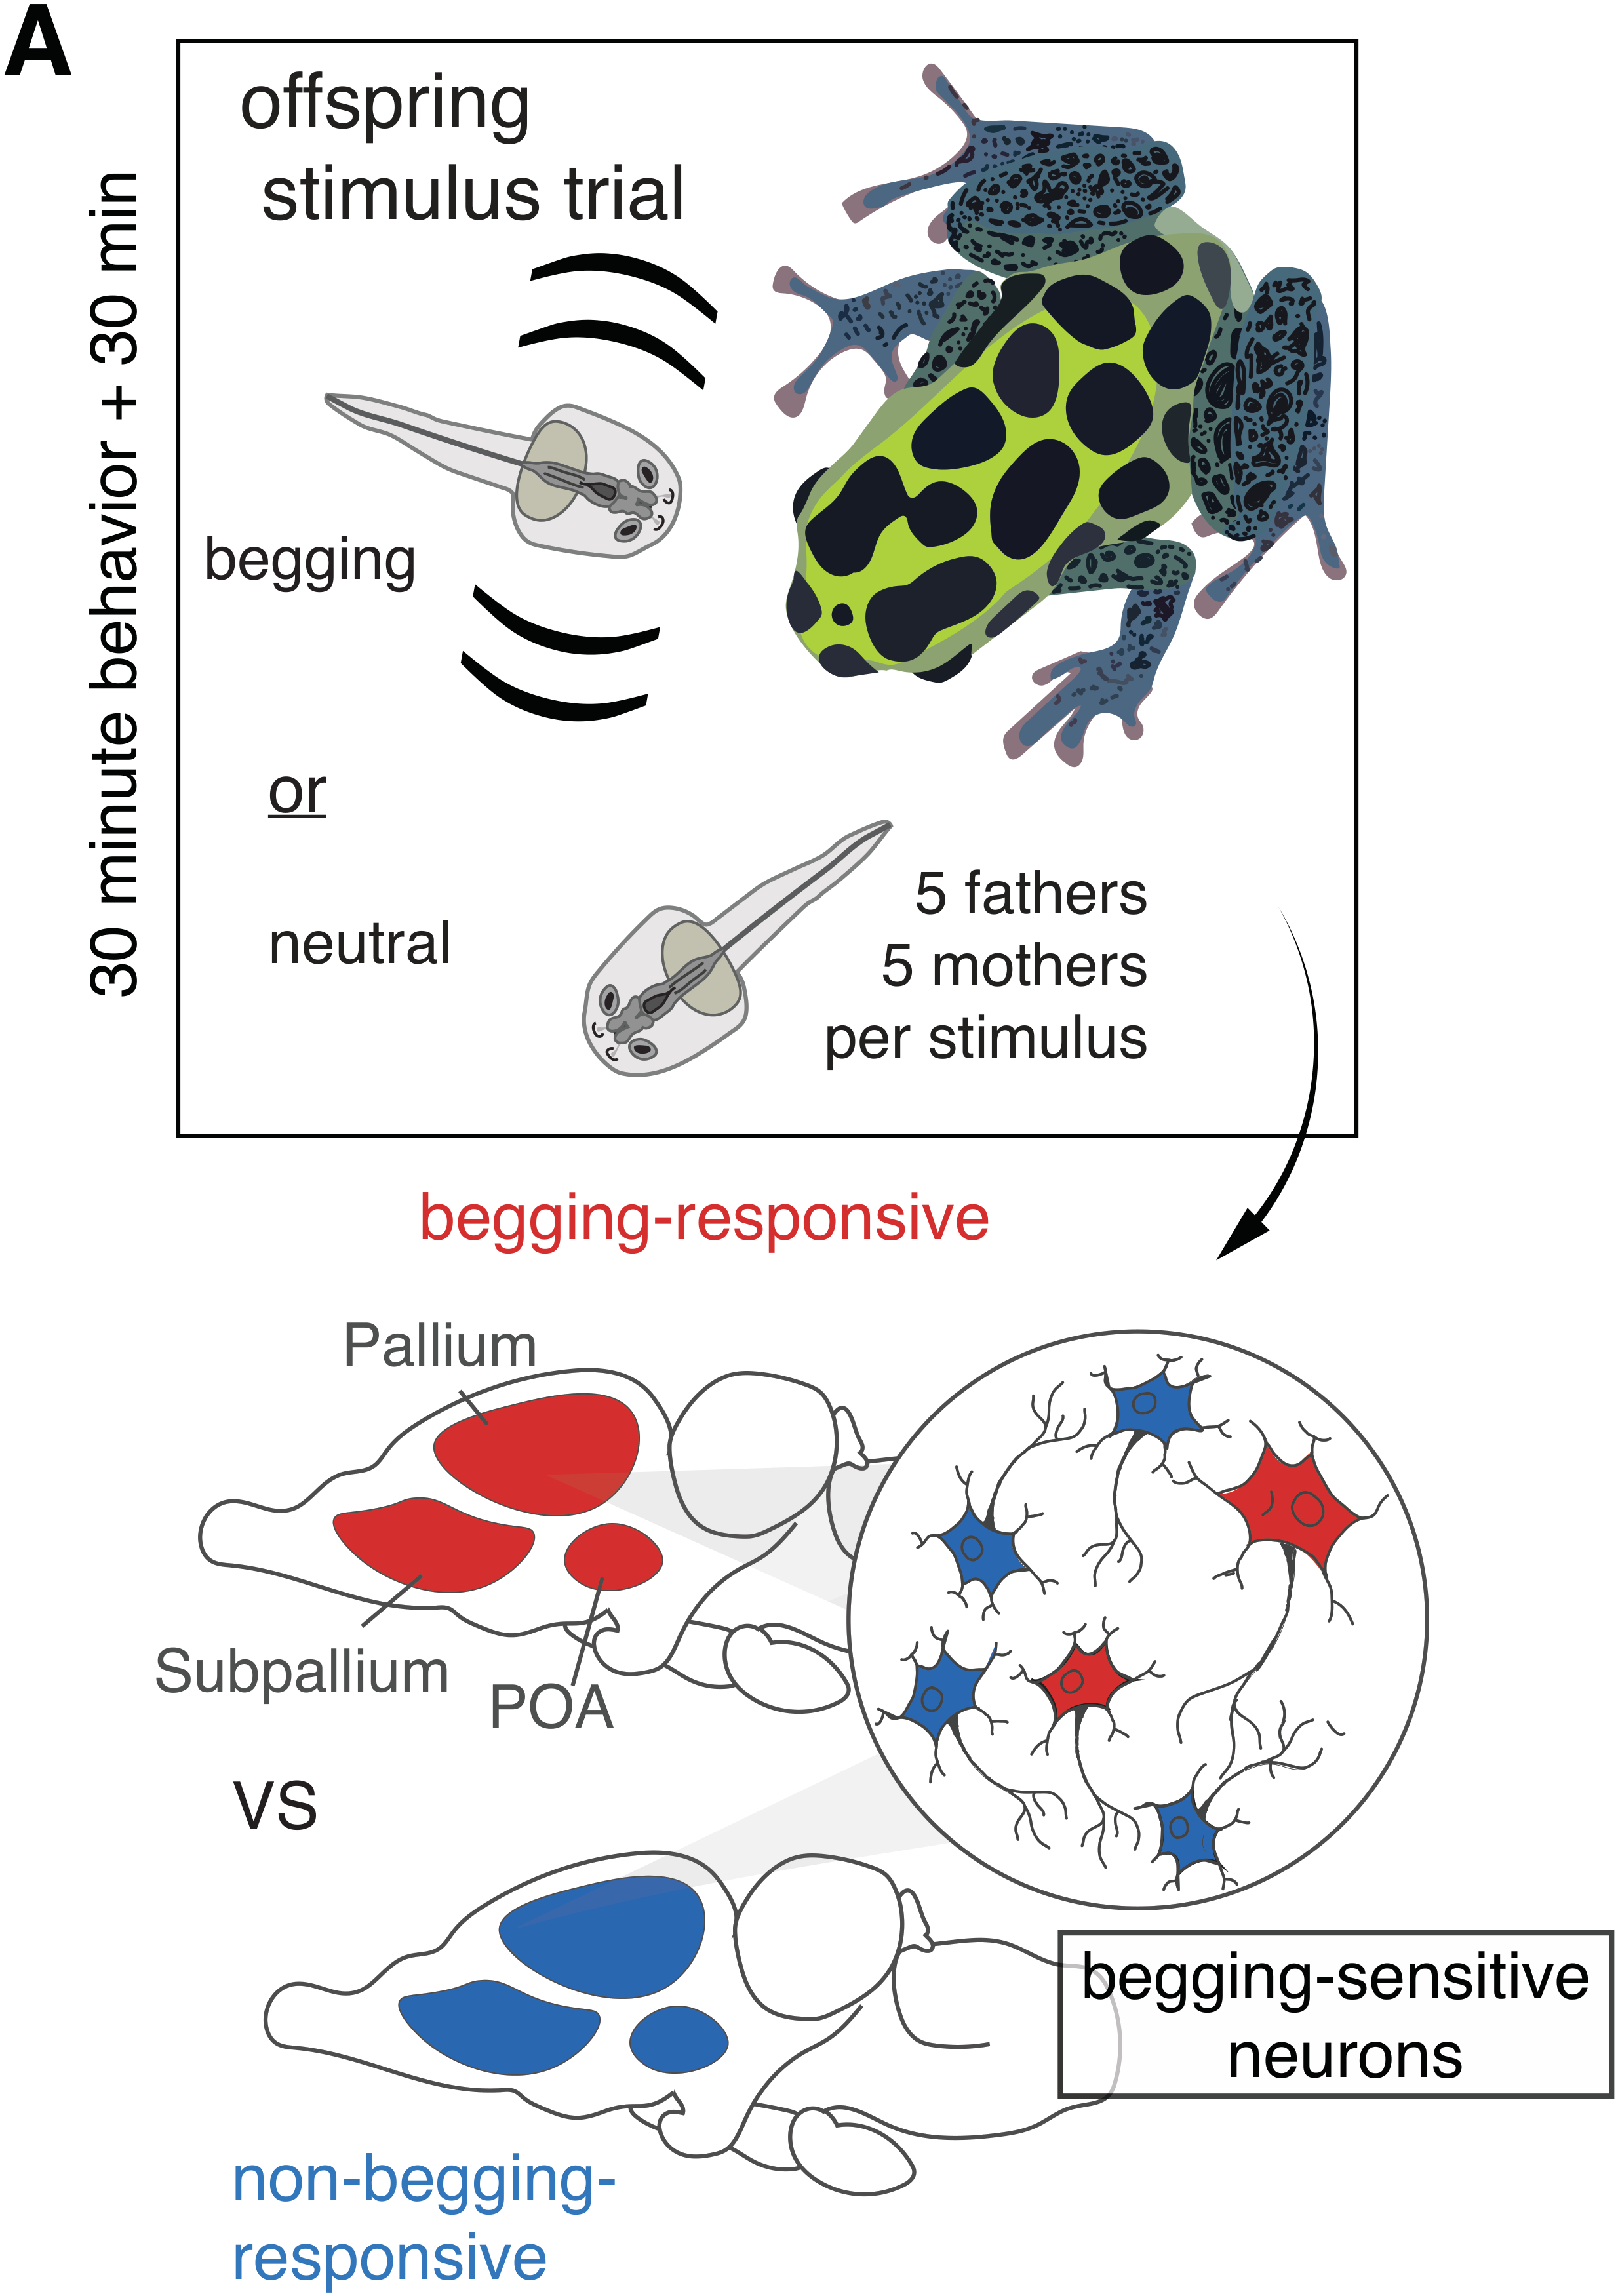 A
30 minute behavior + 30 min
offspring
stimulus trial
begging
or
neutral
5 fathers
5 mothers
per stimulus
begging-responsive
Pallium
Subpallium
POA
VS
begging-sensitive
neurons
non-begging-
responsive